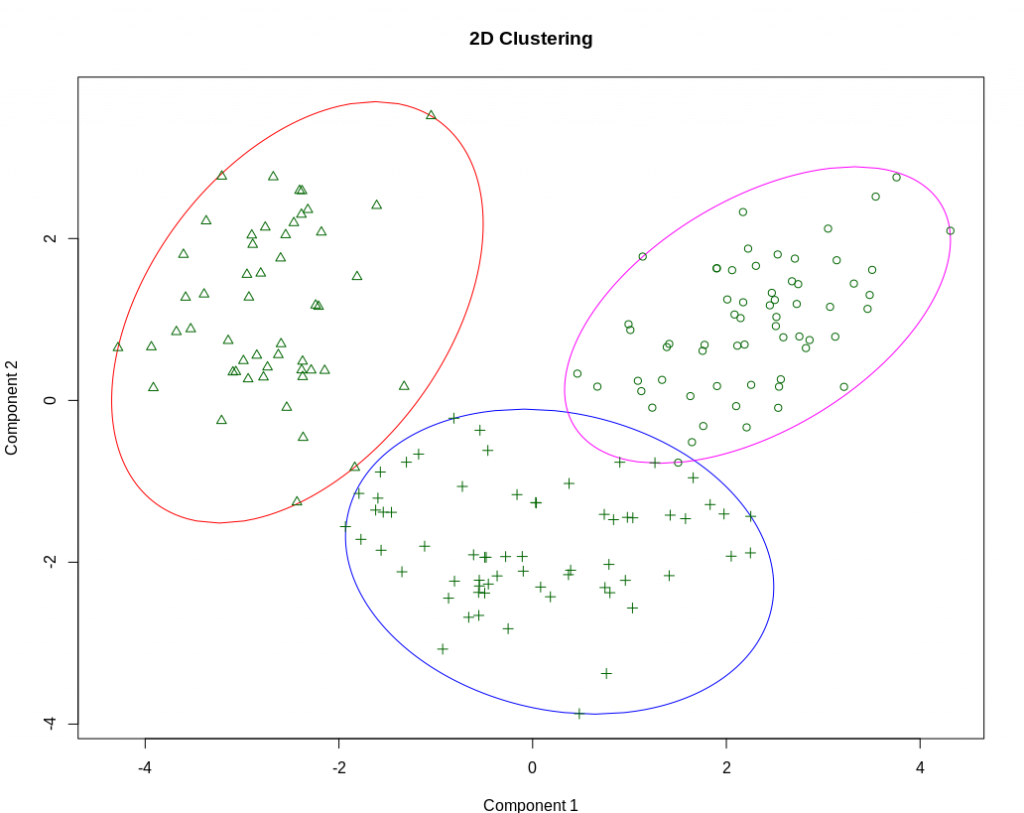 2D Clustering
Component 2
2
0
-2
-4
-4 -2 0 2 4
Component 1